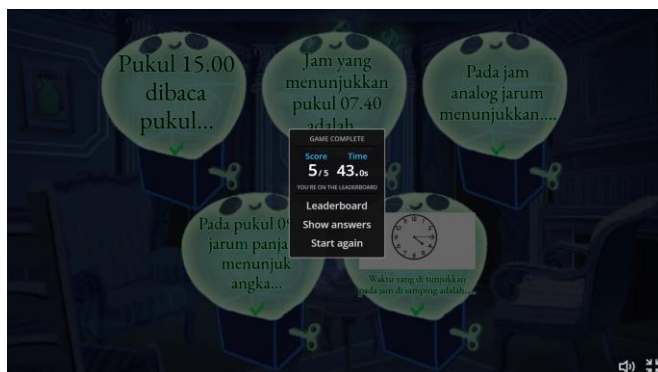 Pukul 15.00
dibaca
pukul...
Jam yang
menunjukkan
pukul 07.40
adalah
Pada jam
analog jarum
menunjukkan....
GAME COMPLETE
Score Time
5/5 43.0s
YOU'RE ON THE LEADERBOARD
Leaderboard
Show answers
Start again
Pada pukul
jarum
menunjuk
angka...
Waktu yang di tunjukkan
pada jam di samping adalah.....